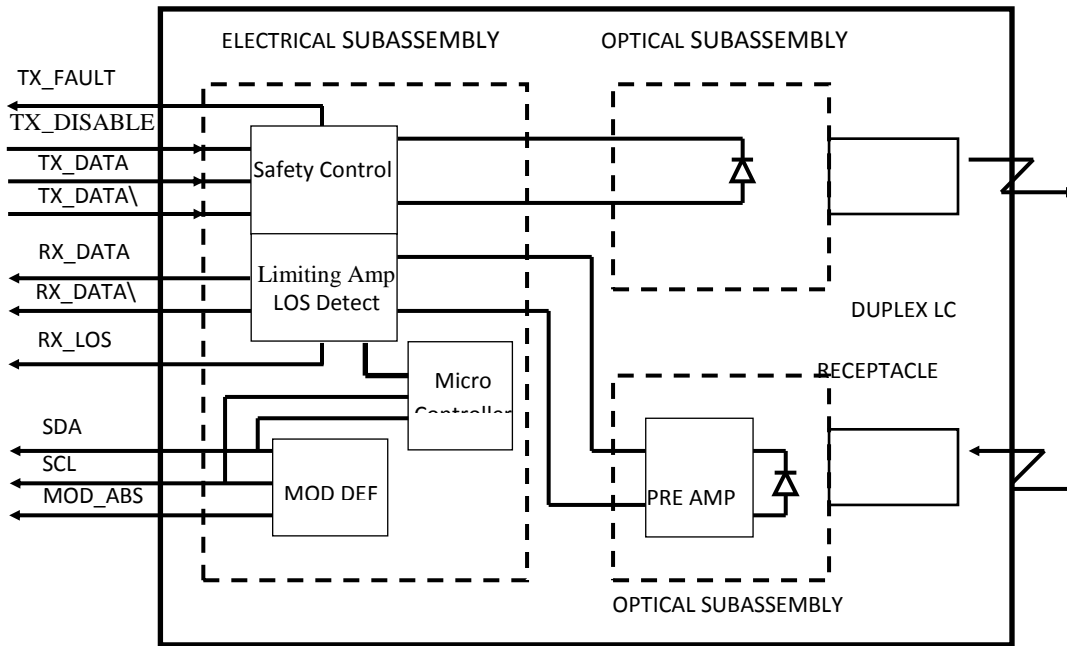 ELECTRICAL SUBASSEMBLY
OPTICAL SUBASSEMBLY
TX_FAULT
TX_DISABLE
TX_DATA
TX_DATA\
Safety Control
RX_DATA
RX_DATA\
RX_LOS
Limiting Amp
LOS Detect
DUPLEX LC
RECEPTACLE
Micro
Controller
SDA
SCL
MOD_ABS
MOD DEF
PRE AMP
OPTICAL SUBASSEMBLY